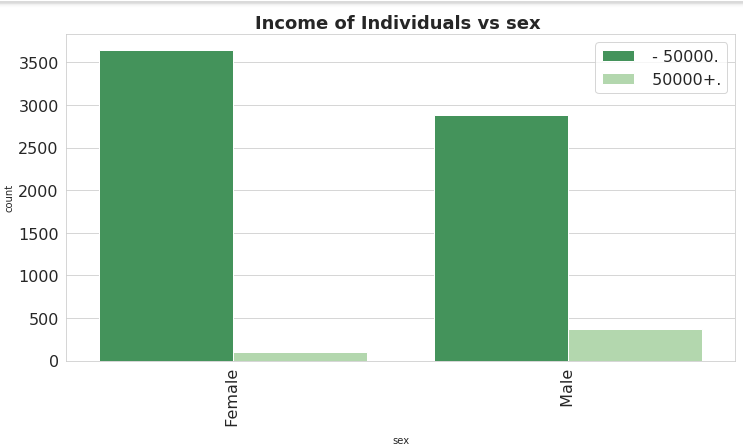 Income of Individuals vs sex
- 50000.
50000+.
3500
3000
2500
2000
1500
1000
500
0
count
Female
Male
sex